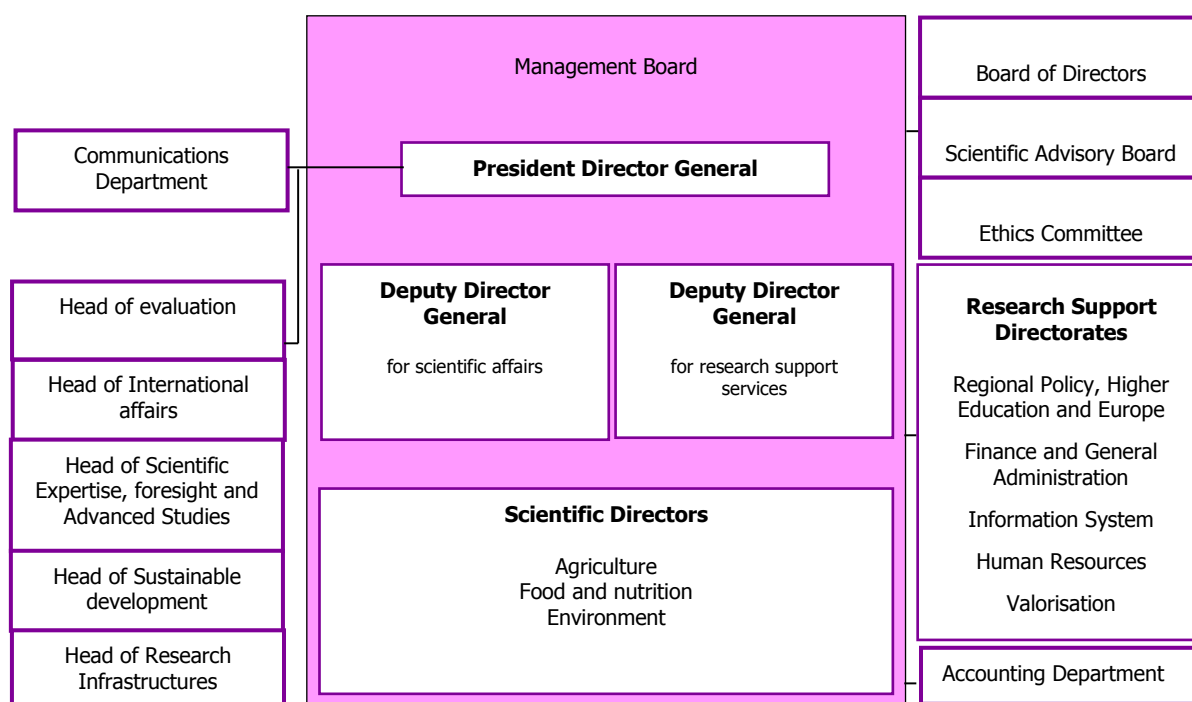 Management Board
President Director General
Communications
Department
Head of evaluation
Head of International
affairs
Head of Scientific
Expertise, foresight and
Advanced Studies
Head of Sustainable
development
Head of Research
Infrastructures
Deputy Director
General
for scientific affairs
Deputy Director
General
for research support
services
Scientific Directors
Agriculture
Food and nutrition
Environment
Board of Directors
Scientific Advisory Board
Ethics Committee
Research Support
Directorates
Regional Policy, Higher
Education and Europe
Finance and General
Administration
Information System
Human Resources
Valorisation
Accounting Department